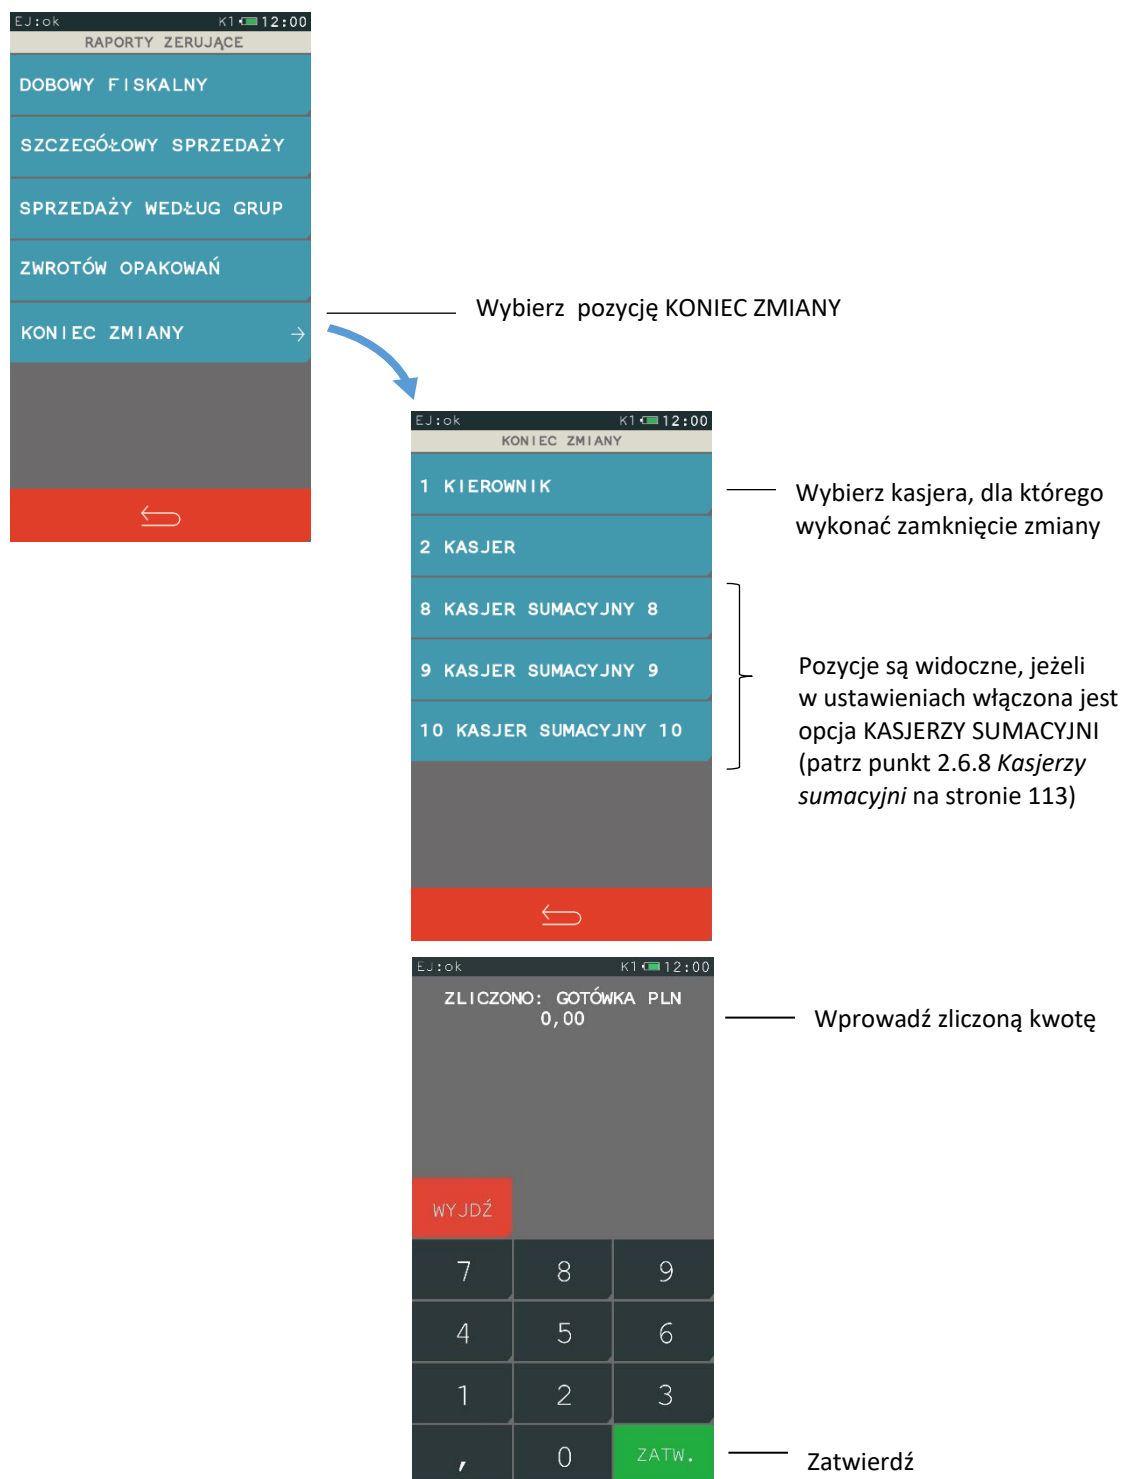 EJ:ok K1 12:00
RAPORTY ZERUJĄCE
DOBOWY FISKALNY
SZCZEGÓŁOWY SPRZEDAŻY
SPRZEDAŻY WEDŁUG GRUP
ZWROTÓW OPAKOWAŃ
KONIEC ZMIANY
Wybierz pozycję KONIEC ZMIANY
EJ:ok K1 12:00
KONIEC ZMIANY
1 KIEROWNIK
2 KASJER
8 KASJER SUMACYJNY 8
9 KASJER SUMACYJNY 9
10 KASJER SUMACYJNY 10
Wybierz kasjera, dla którego
wykonać zamknięcie zmiany
Pozycje są widoczne, jeżeli
w ustawieniach włączona jest
opcja KASJERZY SUMACYJNI
(patrz punkt 2.6.8 Kasjerzy
sumacyjni na stronie 113)
EJ:ok K1 12:00
ZLICZONO: GOTÓWKA PLN
0,00
Wprowadź zliczoną kwotę
WYJDŹ
7 8 9
4 5 6
1 2 3
, 0 ZATW.
Zatwierdź